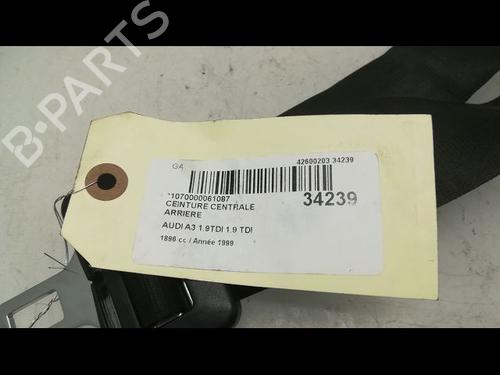 B-PARTS
GA
42600203 34239
*1070000061087
34239
CEINTURE CENTRALE
ARRIERE
AUDI A3 1.9TDI 1.9 TDI
1896 cc / Année 1999